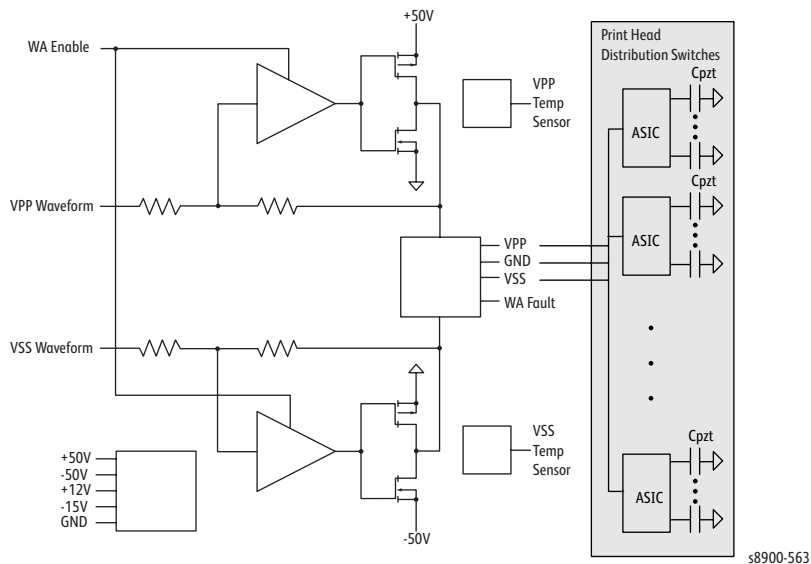 +50V
WA Enable
VPP
Temp
Sensor
VPP Waveform
VPP
GND
VSS
WA Fault
VSS Waveform
VSS
Temp
Sensor
+50V
-50V
+12V
-15V
GND
-50V
Print Head
Distribution Switches
Cpzt
ASIC
Cpzt
ASIC
Cpzt
ASIC
s8900-563